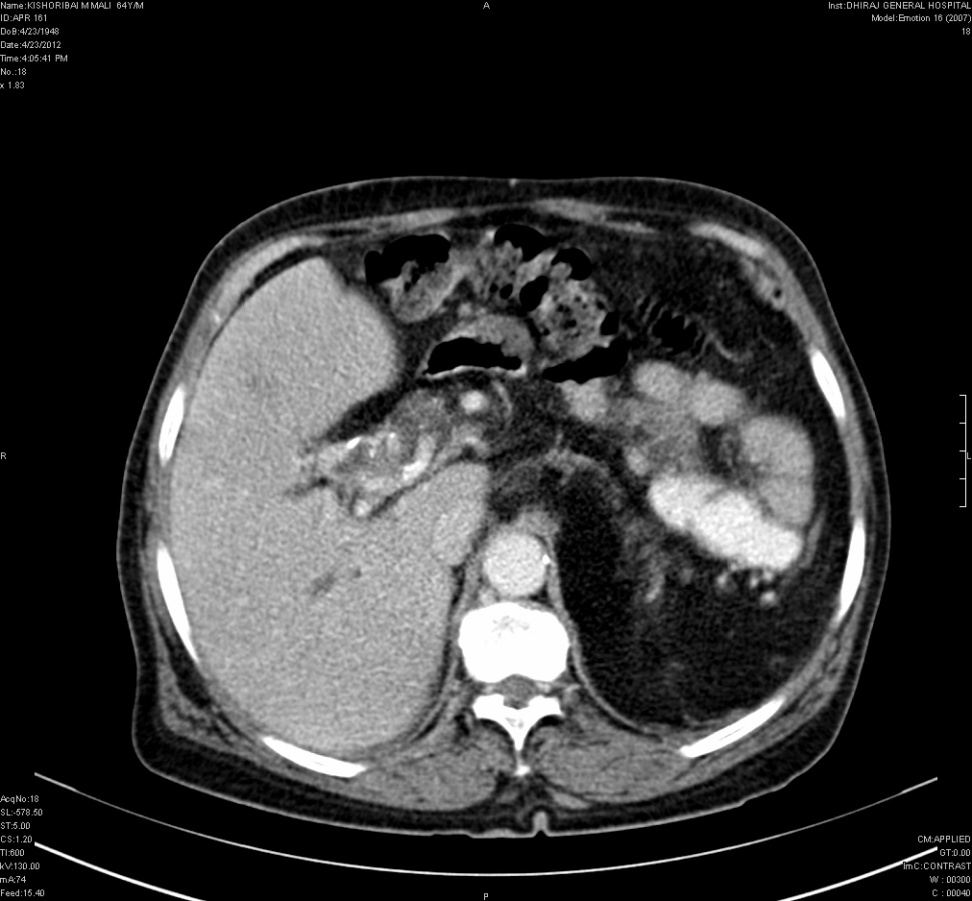 Name:KISHORIBAI M MALI 64Y/M
ID:APR 161
DoB:4/23/1948
Date:4/23/2012
Time:4:05:41 PM
No.:18
x 1.83
A
Inst:DHIRAJ GENERAL HOSPITAL
Model:Emotion 16 (2007)
18
R
L
AcqNo:18
SL:-578.50
ST:5.00
CS:1.20
TI:600
kV:130.00
mA:74
Feed:15.40
P
CM:APPLIED
GT:0.00
ImC:CONTRAST
W : 00300
C : 00040